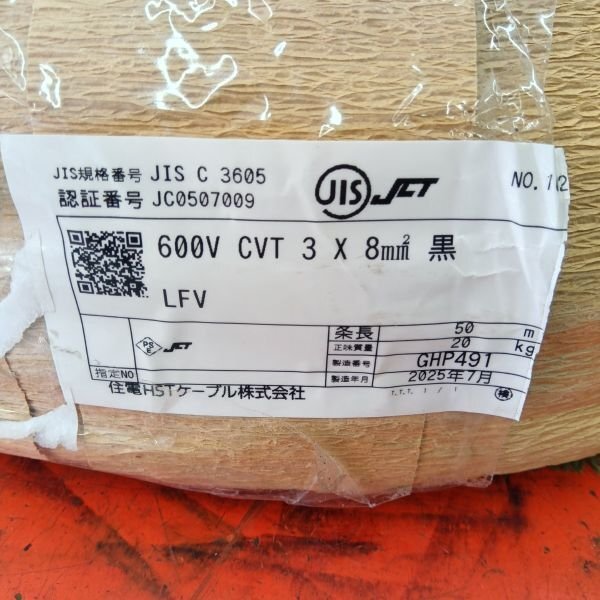 JIS規格番号 JIS C 3605
認証番号 JC0507009
JIS JET
NO.
600V CVT 3 X 8mm² 黒
LFV
PSE JET
条長 50 m
正味質量 20 kg
製造番号 GHP491
製造年月 2025年7月
指定NO
住電HSTケーブル株式会社
検